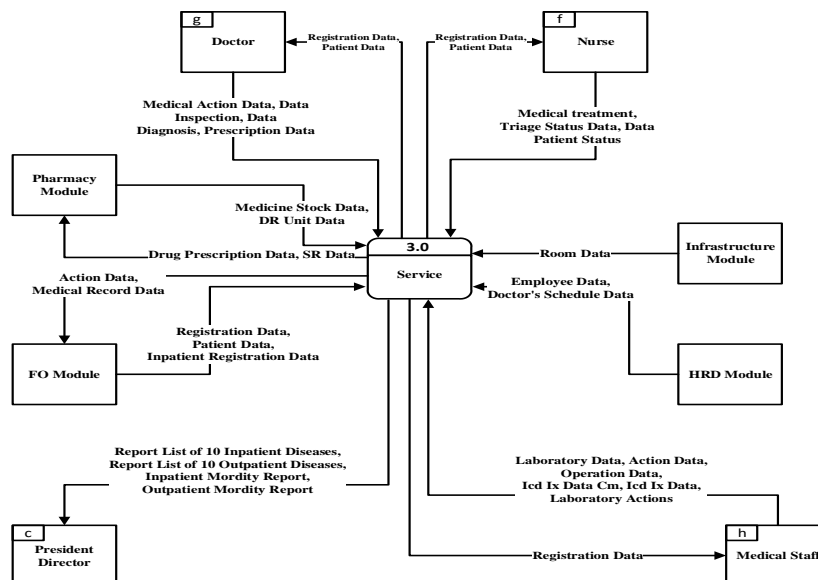 g
Doctor
Registration Data,
Patient Data
Registration Data,
Patient Data
f
Nurse
Medical Action Data, Data
Inspection, Data
Diagnosis, Prescription Data
Medical treatment,
Triage Status Data, Data
Patient Status
Pharmacy
Module
Medicine Stock Data,
DR Unit Data
3.0
Service
Drug Prescription Data, SR Data
Room Data
Infrastructure
Module
Action Data,
Medical Record Data
Employee Data,
Doctor's Schedule Data
Registration Data,
Patient Data,
Inpatient Registration Data
FO Module
HRD Module
Report List of 10 Inpatient Diseases,
Report List of 10 Outpatient Diseases,
Inpatient Mordity Report,
Outpatient Mordity Report
Laboratory Data, Action Data,
Operation Data,
Icd Ix Data Cm, Icd Ix Data,
Laboratory Actions
c
President
Director
Registration Data
h
Medical Staff